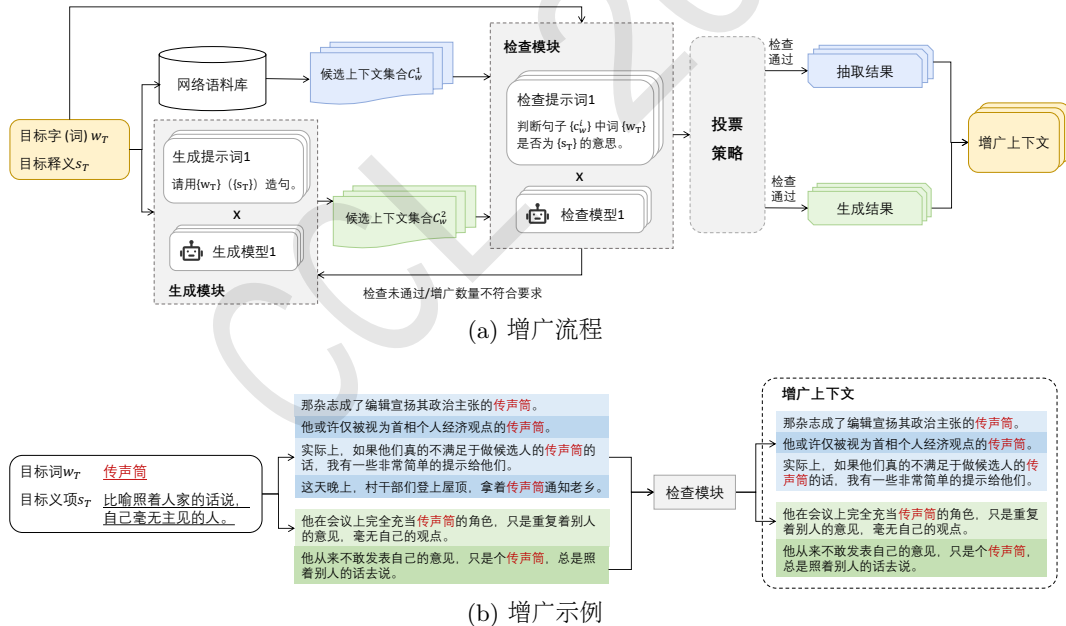 CCL 20
检查模块
网络语料库
候选上下文集合C_w^1
检查提示词1
判断句子 {c_w^i} 中词 {w_T}
是否为 {s_T} 的意思。
x
检查模型1
投票
策略
检查
通过
抽取结果
检查
通过
生成结果
增广上下文
目标字 (词) w_T
目标释义s_T
生成提示词1
请用{w_T}（{s_T}）造句。
x
生成模型1
生成模块
候选上下文集合C_w^2
检查未通过/增广数量不符合要求
(a) 增广流程
目标词w_T 传声筒
目标义项s_T 比喻照着人家的话说，
自己毫无主见的人。
那杂志成了编辑宣扬其政治主张的传声筒。
他或许仅被视为首相个人经济观点的传声筒。
实际上，如果他们真的不满足于做候选人的传声筒的
话，我有一些非常简单的提示给他们。
这天晚上，村干部们登上屋顶，拿着传声筒通知老乡。
他在会议上完全充当传声筒的角色，只是重复着别人
的意见，毫无自己的观点。
他从来不敢发表自己的意见，只是个传声筒，总是照
着别人的话去说。
检查模块
增广上下文
那杂志成了编辑宣扬其政治主张的传声筒。
他或许仅被视为首相个人经济观点的传声筒。
实际上，如果他们真的不满足于做候选人的传
声筒的话，我有一些非常简单的提示给他们。
他在会议上完全充当传声筒的角色，只是重复
着别人的意见，毫无自己的观点。
他从来不敢发表自己的意见，只是个传声筒，
总是照着别人的话去说。
(b) 增广示例